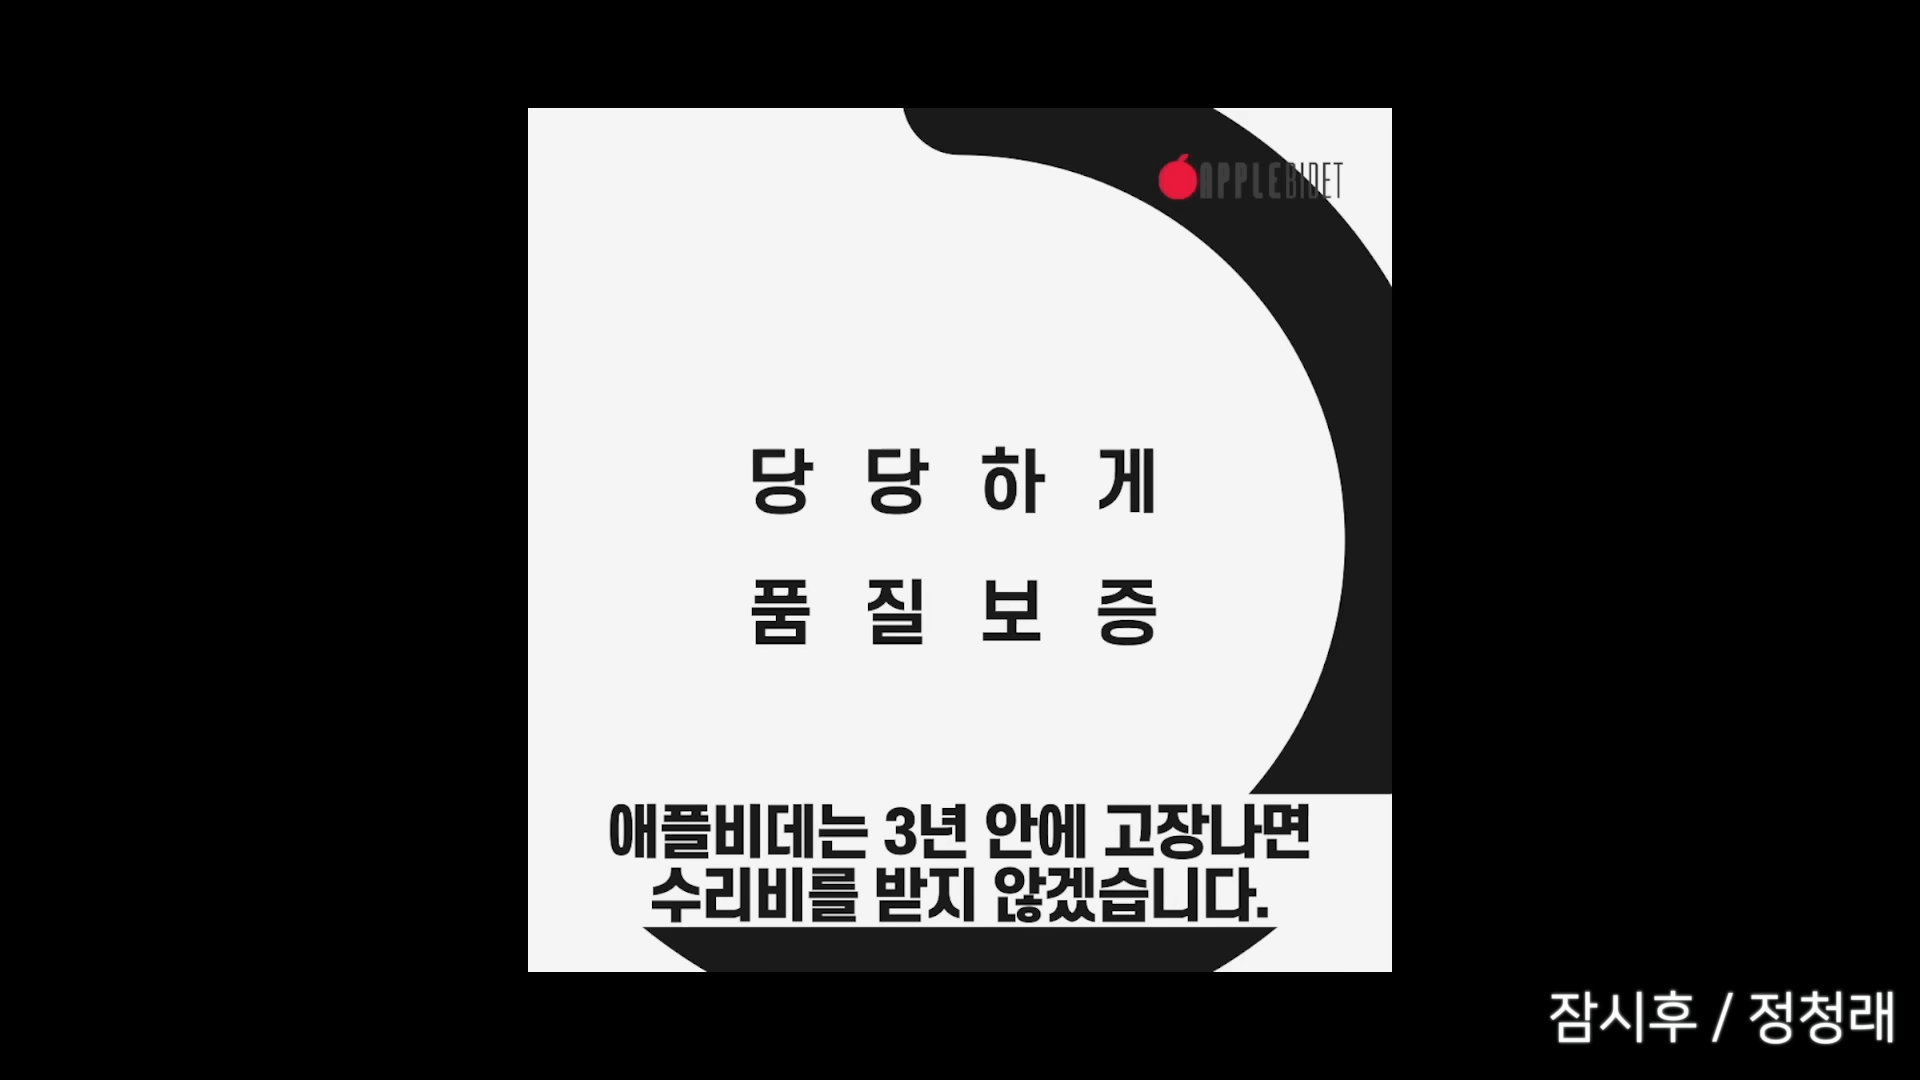 APPLEBIDET
당당하게
품질보증
애플비데는 3년 안에 고장나면
수리비를 받지 않겠습니다.
잠시후 / 정청래